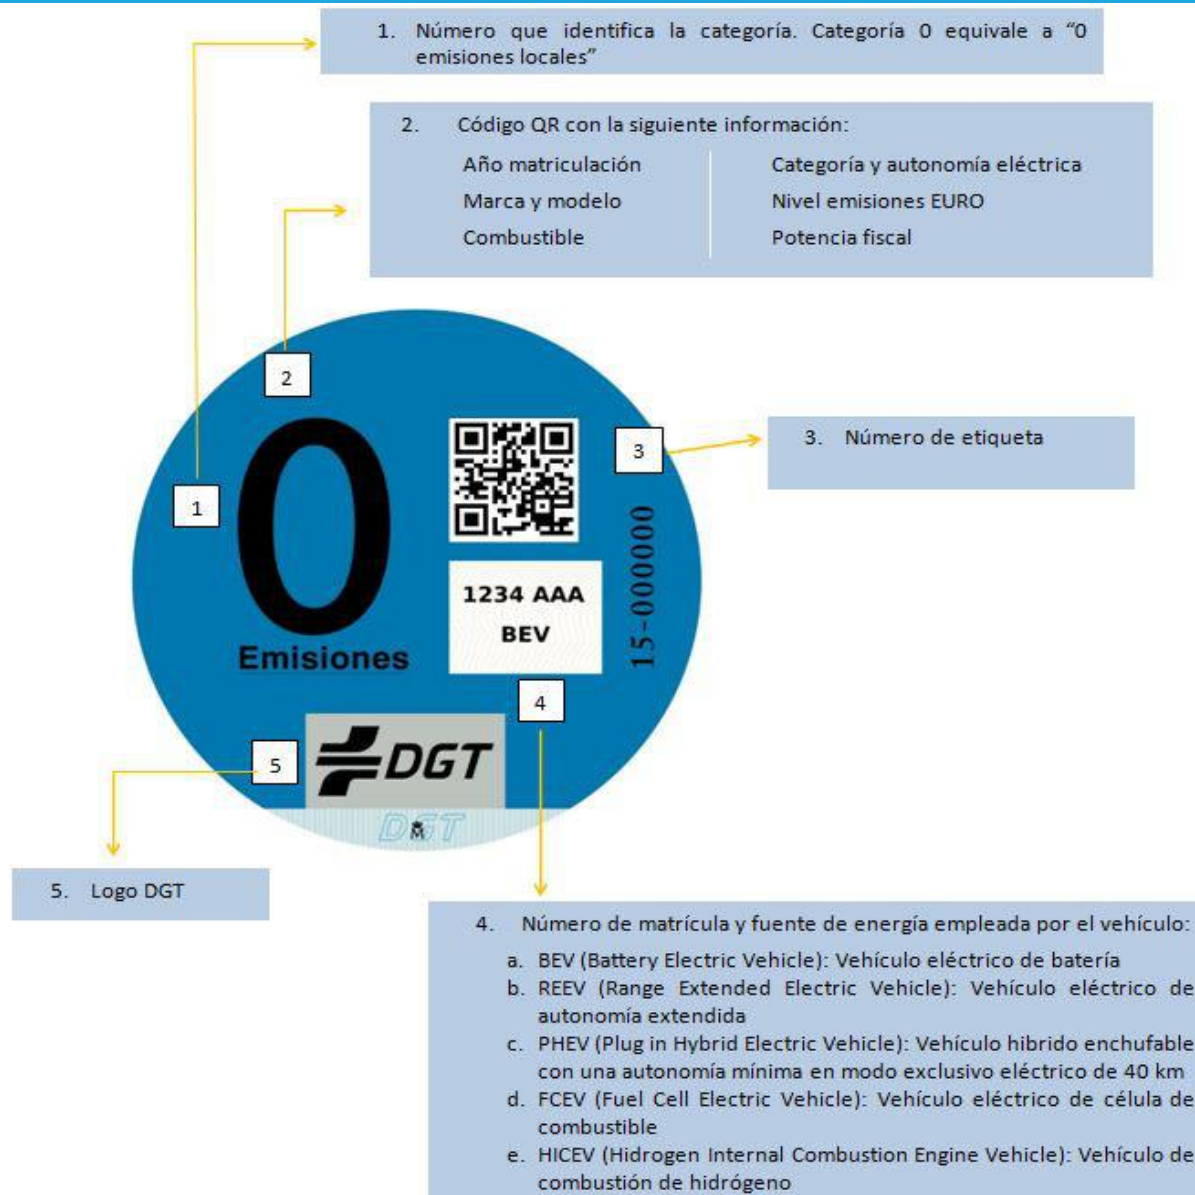 1. Número que identifica la categoría. Categoría 0 equivale a “0
emisiones locales”
2. Código QR con la siguiente información:
Año matriculación
Marca y modelo
Combustible
Categoría y autonomía eléctrica
Nivel emisiones EURO
Potencia fiscal
2
3
3. Número de etiqueta
1
0
Emisiones
1234 AAA
BEV
15-000000
4
5
DGT
DGT
M
5. Logo DGT
4. Número de matrícula y fuente de energía empleada por el vehículo:
a. BEV (Battery Electric Vehicle): Vehículo eléctrico de batería
b. REEV (Range Extended Electric Vehicle): Vehículo eléctrico de
autonomía extendida
c. PHEV (Plug in Hybrid Electric Vehicle): Vehículo hibrido enchufable
con una autonomía mínima en modo exclusivo eléctrico de 40 km
d. FCEV (Fuel Cell Electric Vehicle): Vehículo eléctrico de célula de
combustible
e. HICEV (Hidrogen Internal Combustion Engine Vehicle): Vehículo de
combustión de hidrógeno